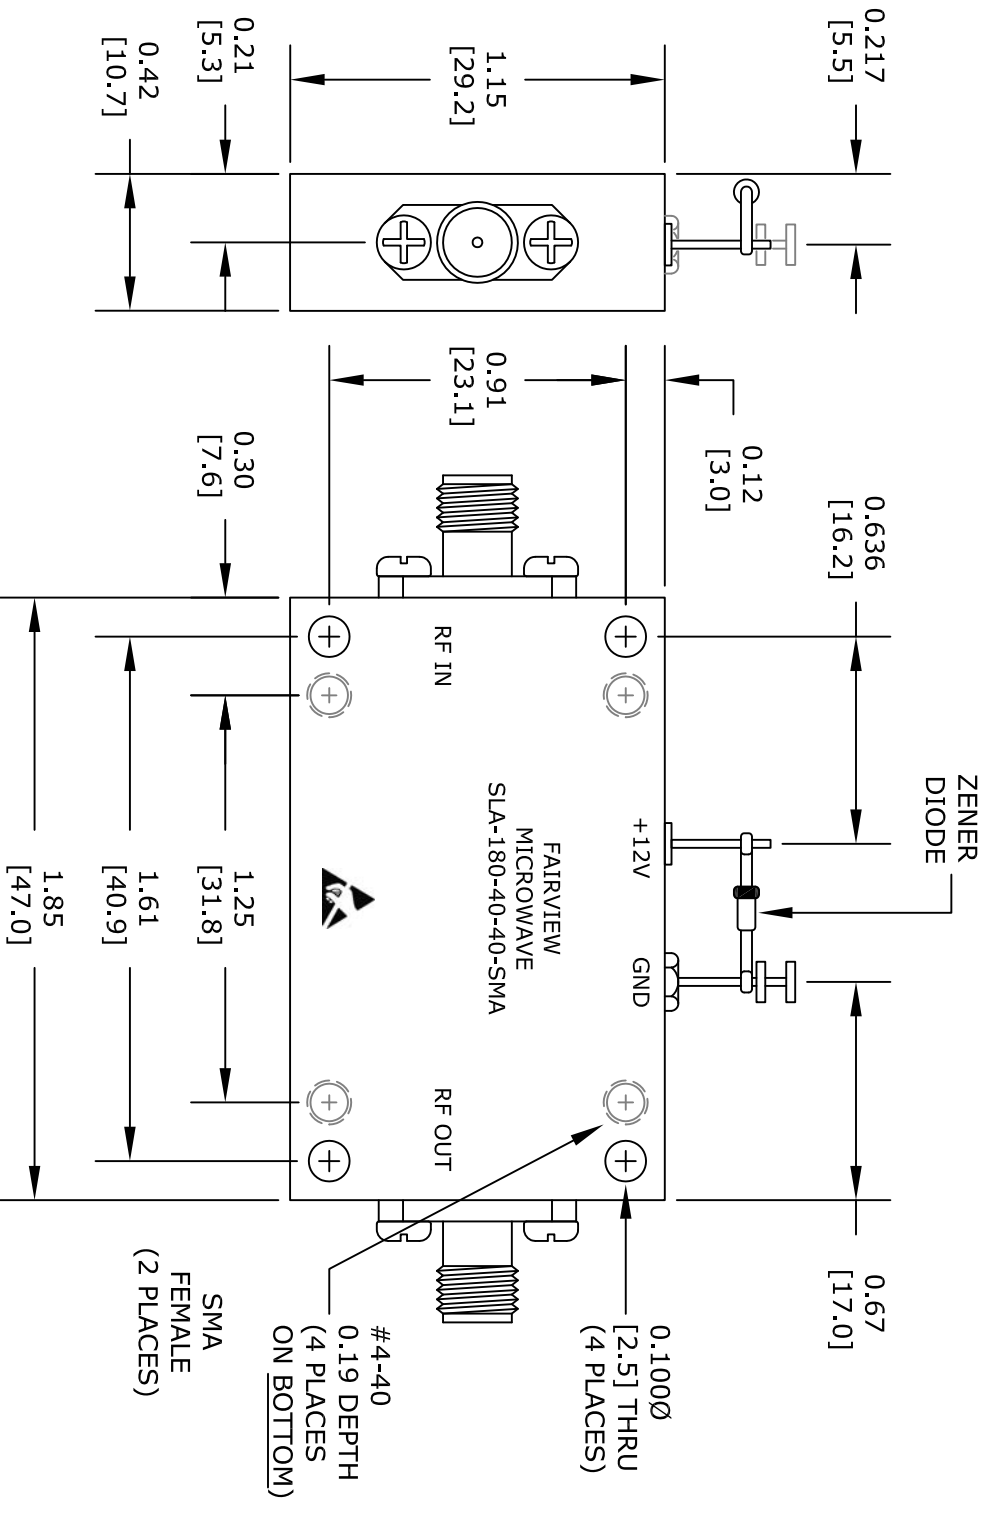 0.217
[5.5]
0.636
[16.2]
ZENER
DIODE
0.67
[17.0]
0.12
[3.0]
1.15
[29.2]
0.91
[23.1]
0.21
[5.3]
0.42
[10.7]
0.30
[7.6]
+12V
GND
RF IN
FAIRVIEW
MICROWAVE
SLA-180-40-40-SMA
RF OUT
0.100Ø
[2.5] THRU
(4 PLACES)
#4-40
0.19 DEPTH
(4 PLACES
ON BOTTOM)
SMA
FEMALE
(2 PLACES)
1.25
[31.8]
1.61
[40.9]
1.85
[47.0]